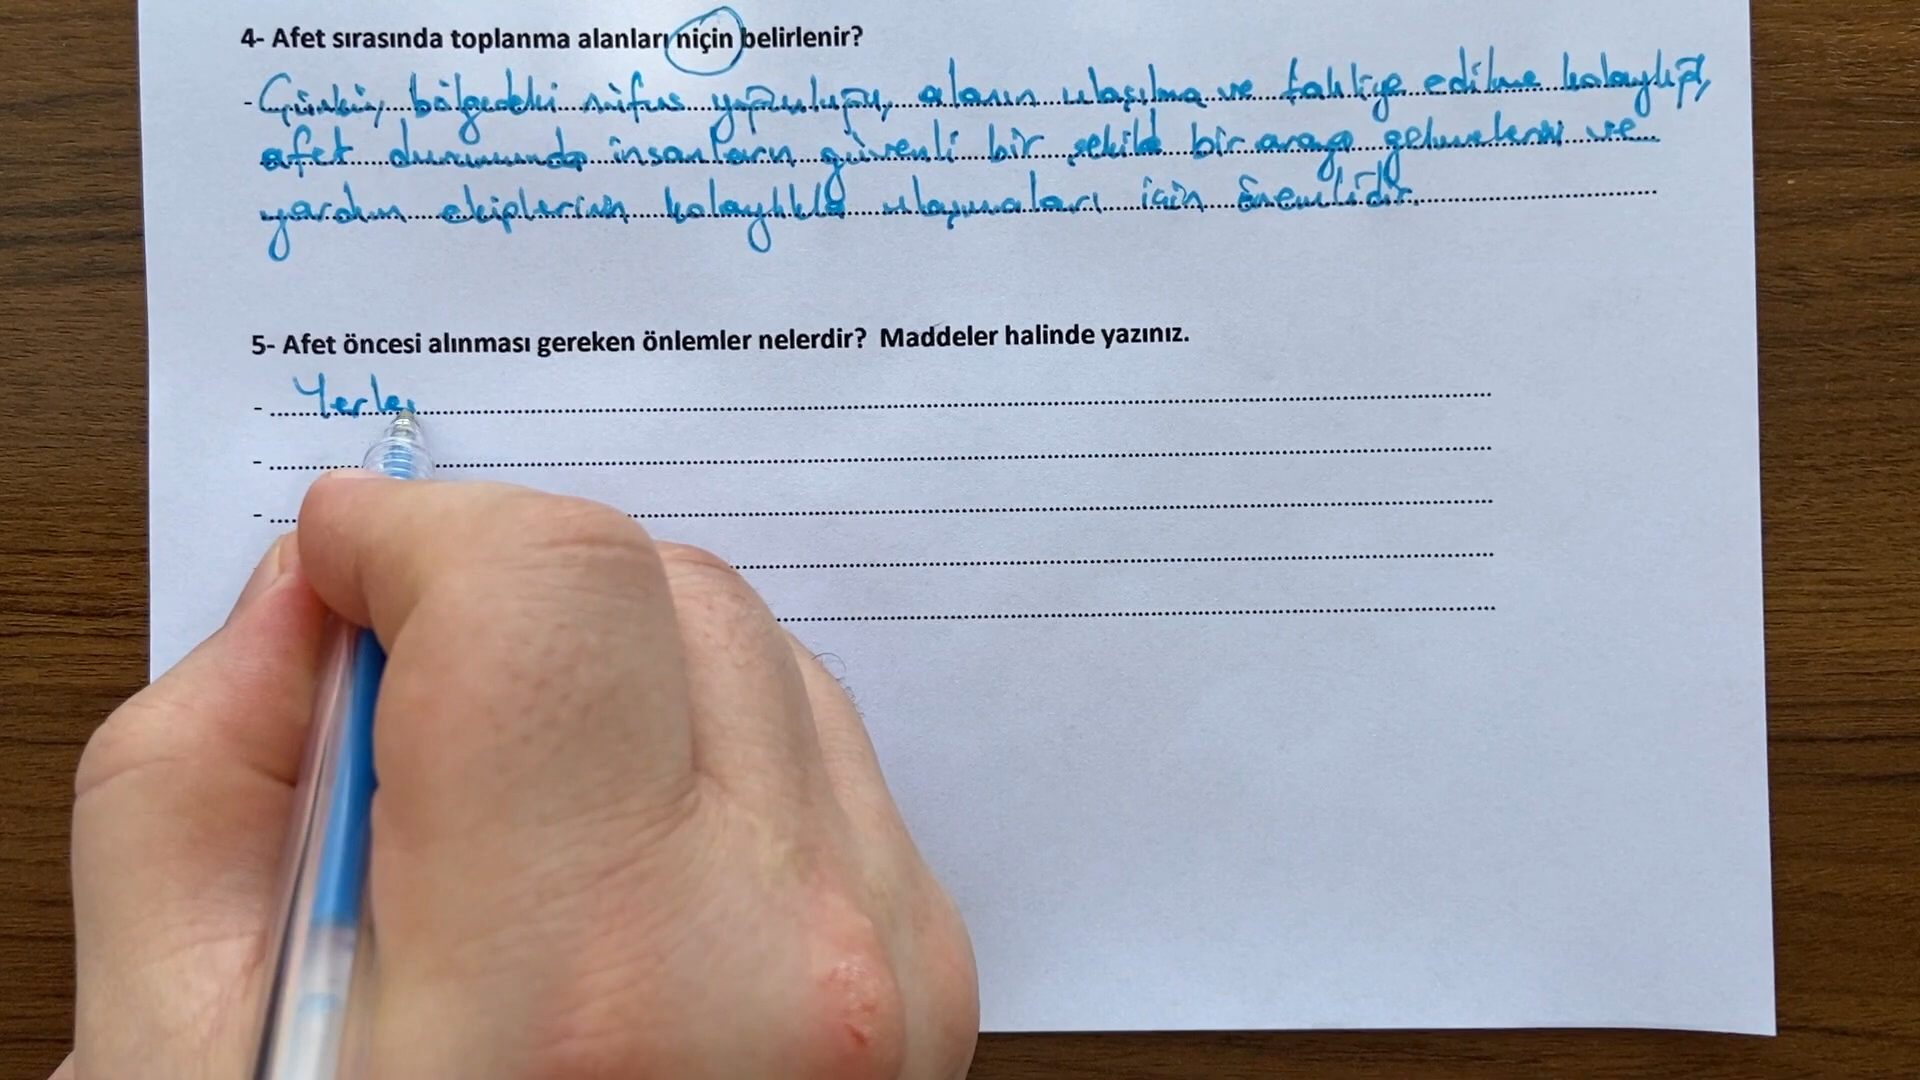 4- Afet sırasında toplanma alanları niçin belirlenir?
- Çünkü, bölgedeki nüfus yoğunluğu, alanın ulaşılma ve tahliye edilme kolaylığı,
afet durumunda insanların güvenli bir şekild bir araya gelmeleri ve
yardım ekiplerinin kolaylıkla ulaşmaları için önemlidir.
5- Afet öncesi alınması gereken önlemler nelerdir? Maddeler halinde yazınız.
- Yerle
-
-